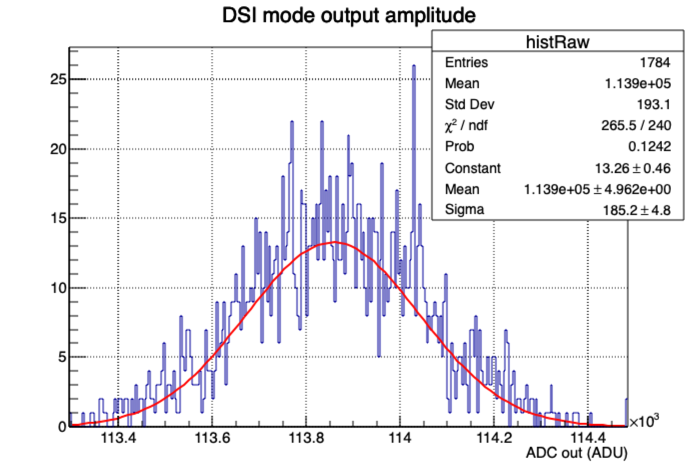 DSI mode output amplitude
histRaw
Entries 1784
Mean 1.139e+05
Std Dev 193.1
χ² / ndf 265.5 / 240
Prob 0.1242
Constant 13.26 ± 0.46
Mean 1.139e+05 ± 4.962e+00
Sigma 185.2 ± 4.8
25
20
15
10
5
0
113.4 113.6 113.8 114 114.2 114.4
×10³
ADC out (ADU)